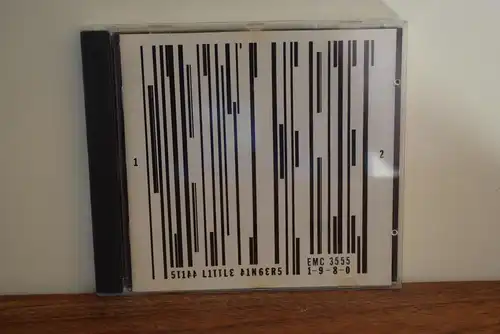 1
2
STIFF LITTLE FINGERS
EMC 3555
1-9-8-0